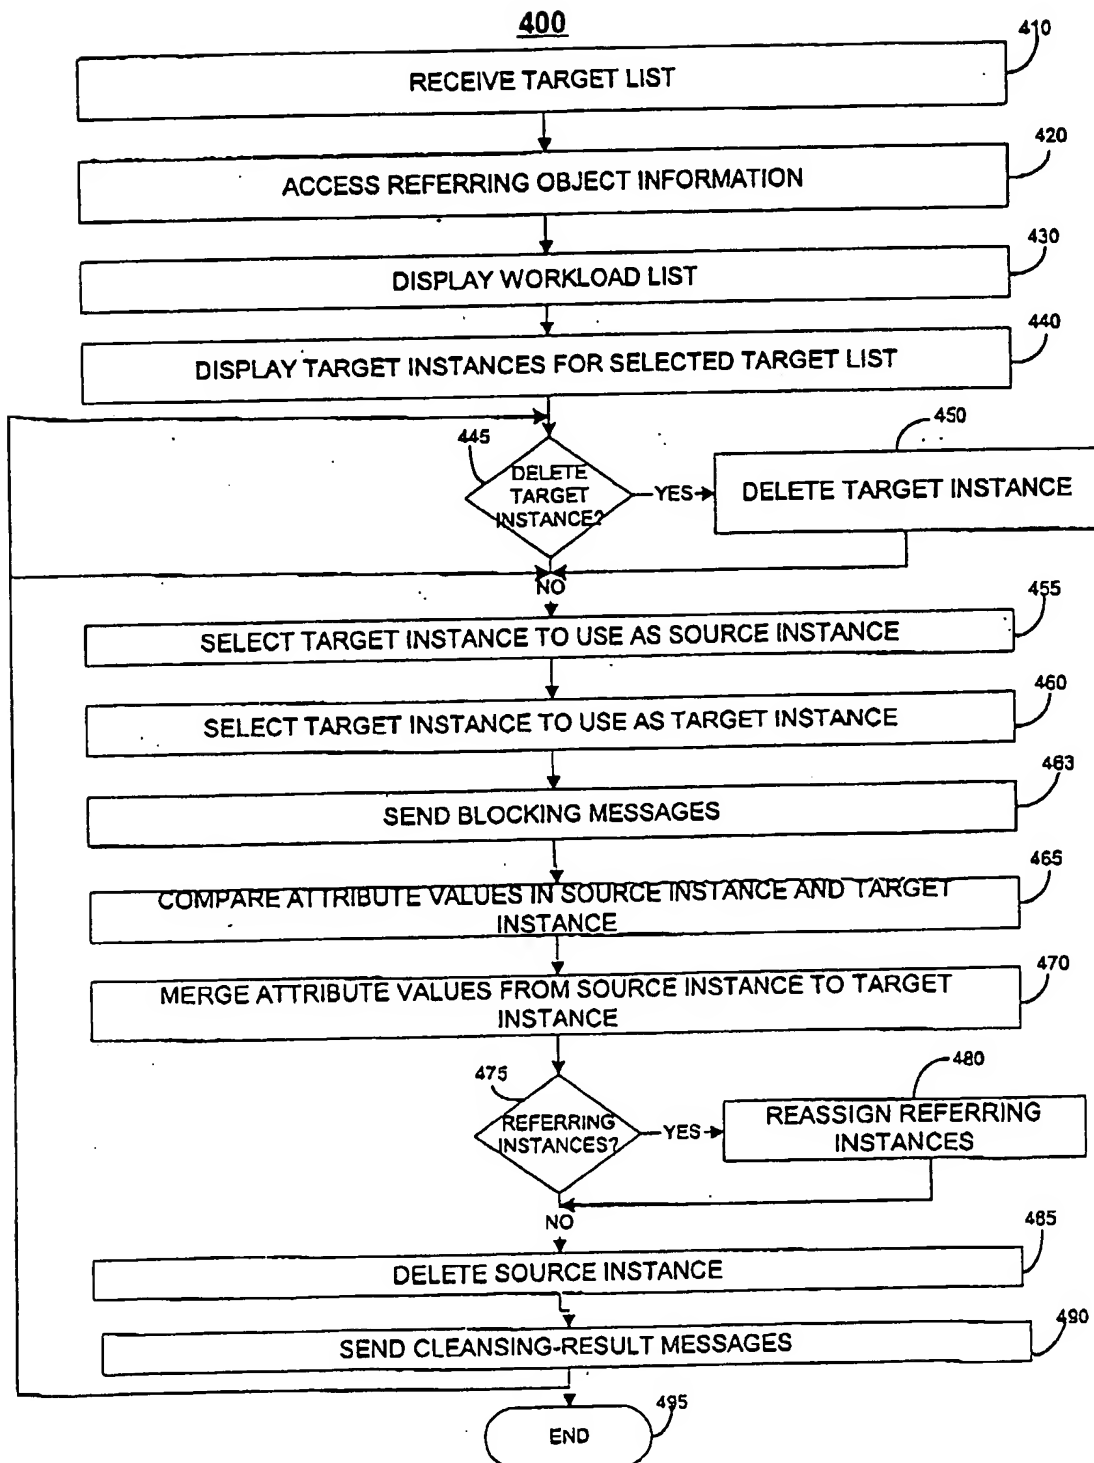 400
410
RECEIVE TARGET LIST
420
ACCESS REFERRING OBJECT INFORMATION
430
DISPLAY WORKLOAD LIST
440
DISPLAY TARGET INSTANCES FOR SELECTED TARGET LIST
445
450
DELETE
TARGET
INSTANCE?
YES
DELETE TARGET INSTANCE
NO
455
SELECT TARGET INSTANCE TO USE AS SOURCE INSTANCE
460
SELECT TARGET INSTANCE TO USE AS TARGET INSTANCE
463
SEND BLOCKING MESSAGES
465
COMPARE ATTRIBUTE VALUES IN SOURCE INSTANCE AND TARGET
INSTANCE
470
MERGE ATTRIBUTE VALUES FROM SOURCE INSTANCE TO TARGET
INSTANCE
475
480
REFERRING
INSTANCES?
YES
REASSIGN REFERRING
INSTANCES
NO
485
DELETE SOURCE INSTANCE
490
SEND CLEANSING-RESULT MESSAGES
495
END